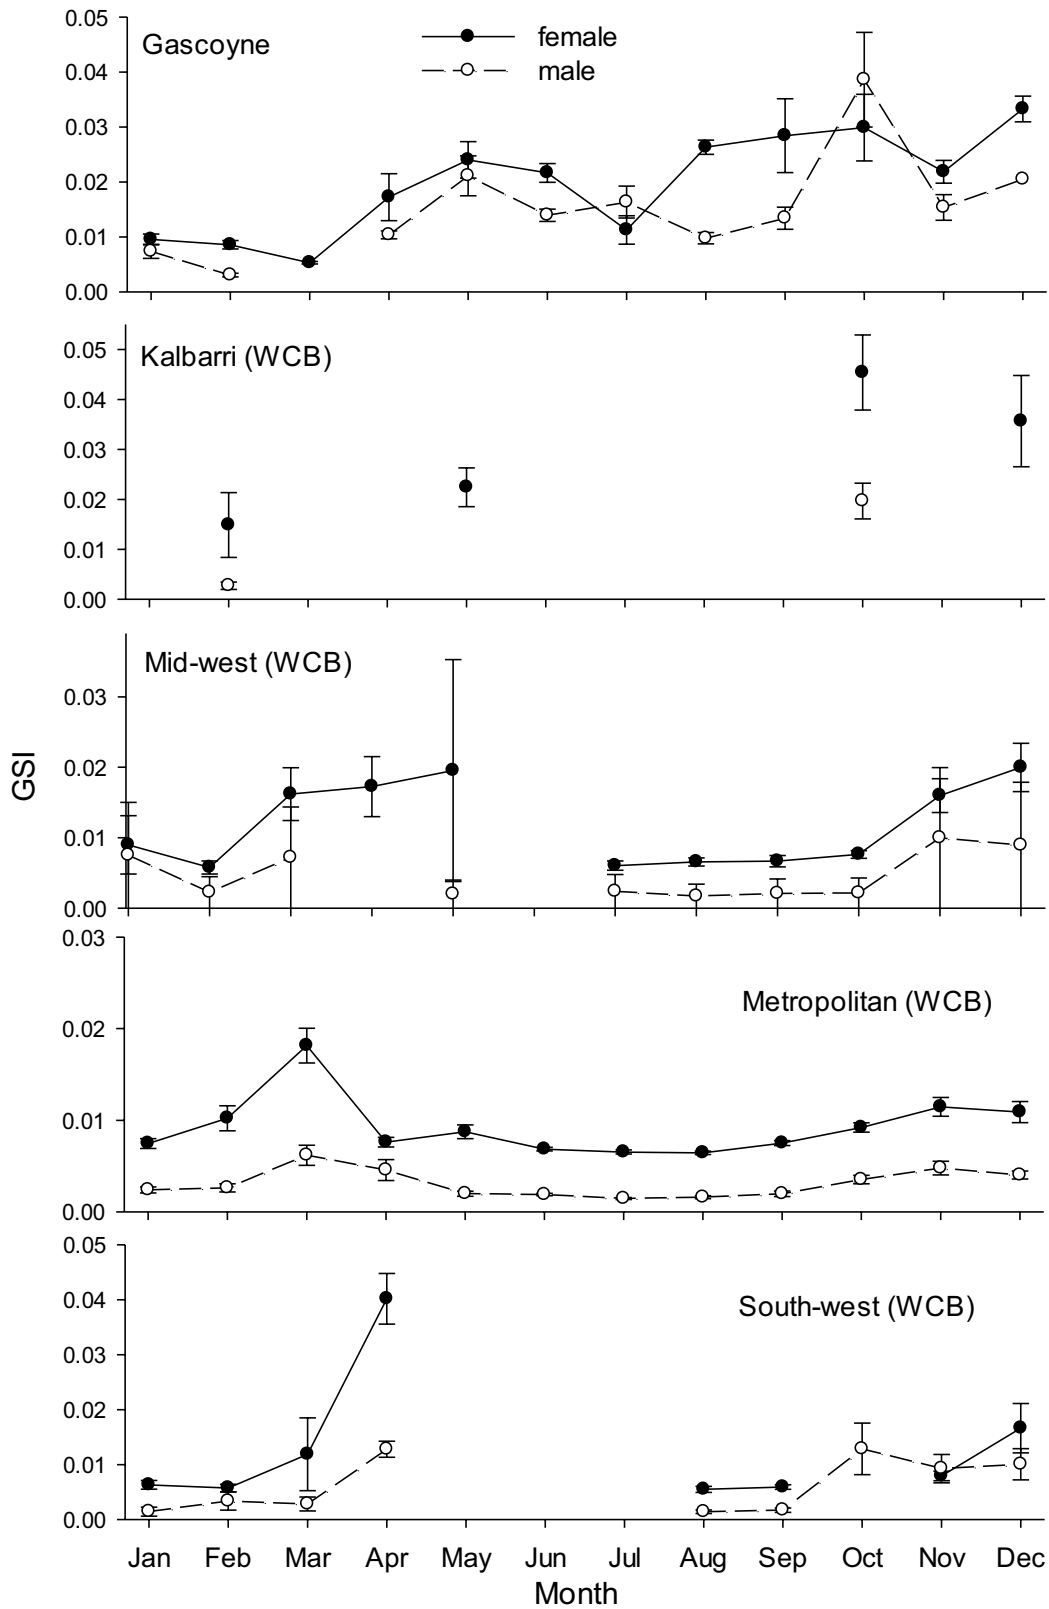 Gascoyne
female
male
0.05
0.04
0.03
0.02
0.01
0.00
Kalbarri (WCB)
0.05
0.04
0.03
0.02
0.01
0.00
Mid-west (WCB)
0.03
0.02
0.01
0.00
GSI
Metropolitan (WCB)
0.03
0.02
0.01
0.00
South-west (WCB)
0.05
0.04
0.03
0.02
0.01
0.00
Jan Feb Mar Apr May Jun Jul Aug Sep Oct Nov Dec
Month